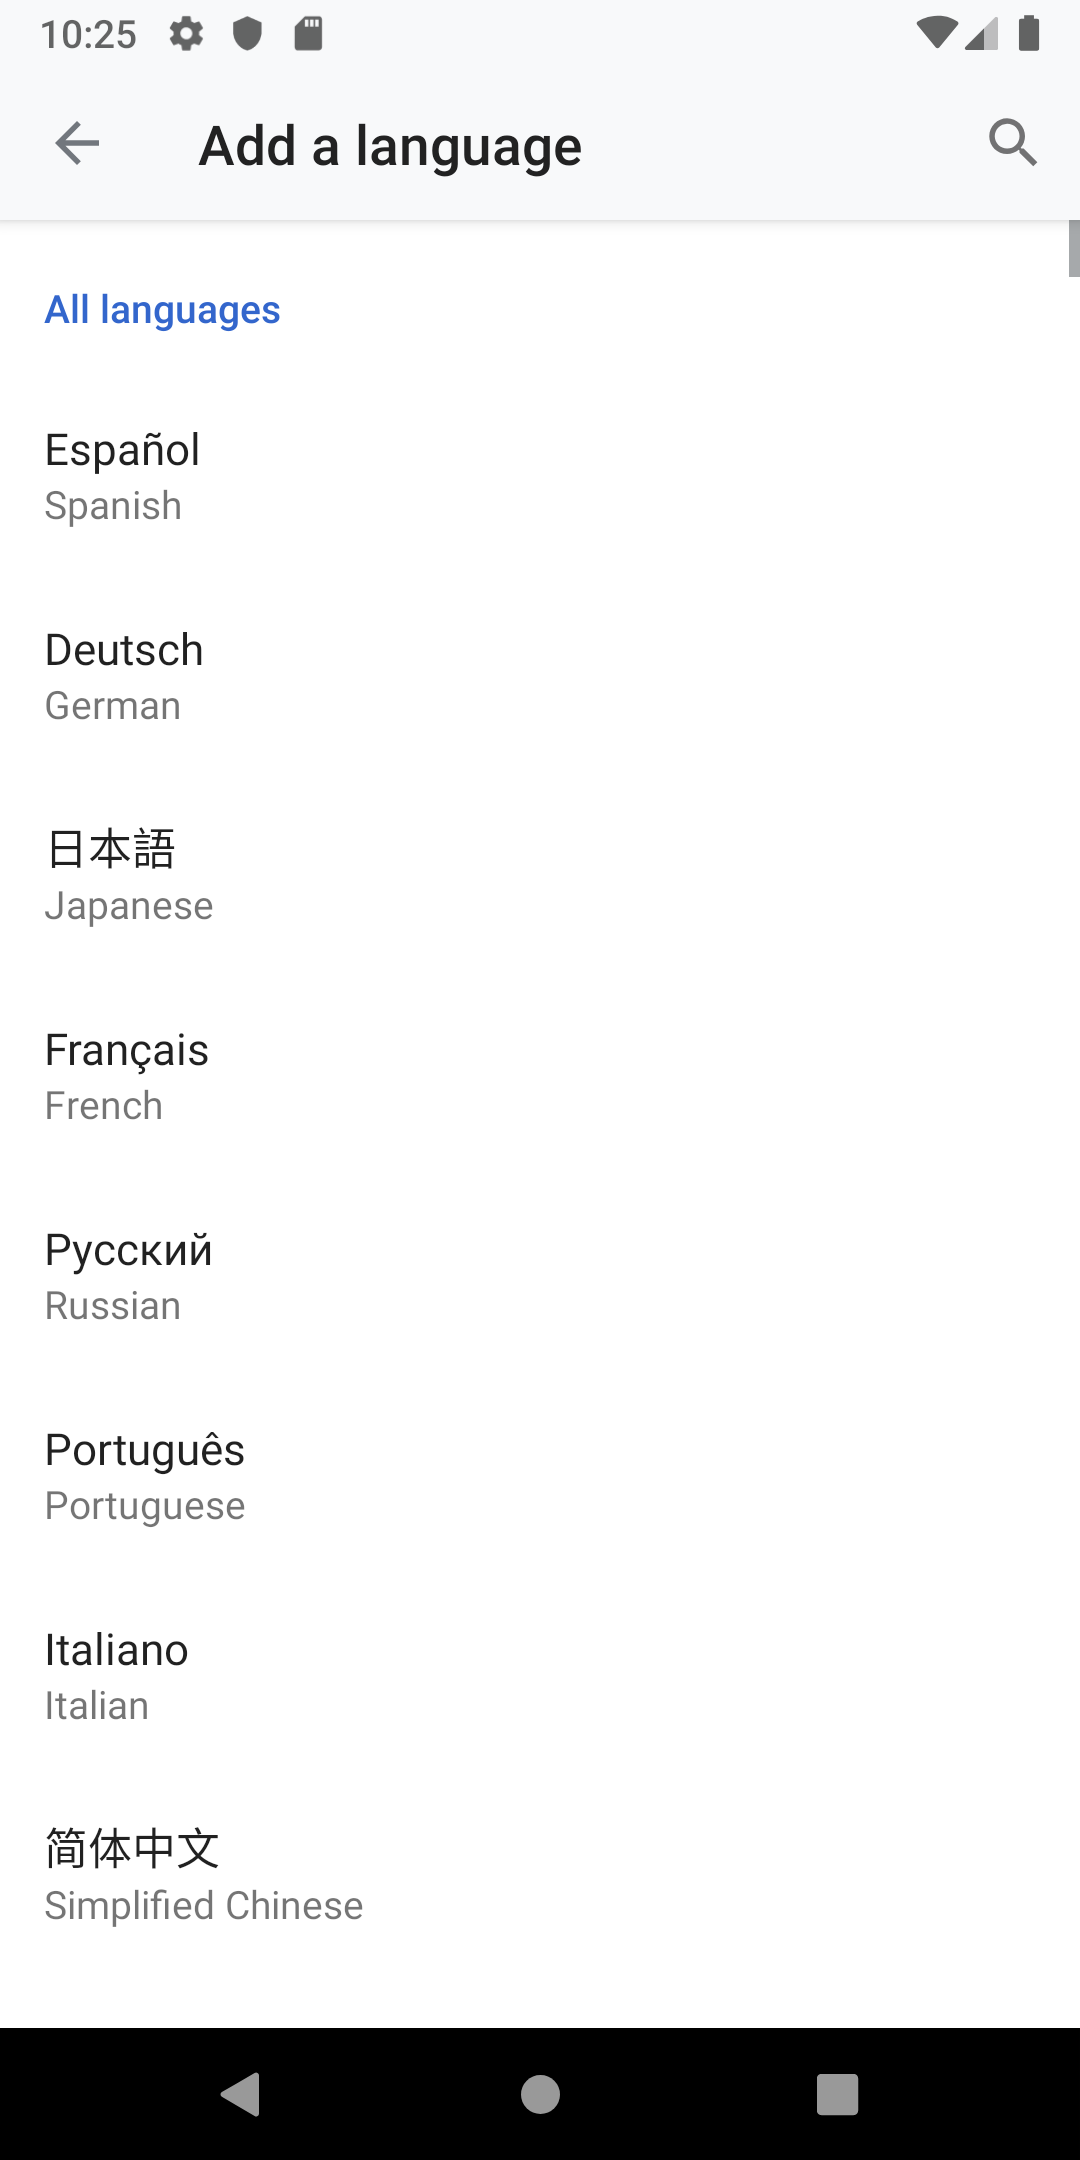 10:25
Add a language
All languages
Español
Spanish
Deutsch
German
日本語
Japanese
Français
French
Русский
Russian
Português
Portuguese
Italiano
Italian
简体中文
Simplified Chinese